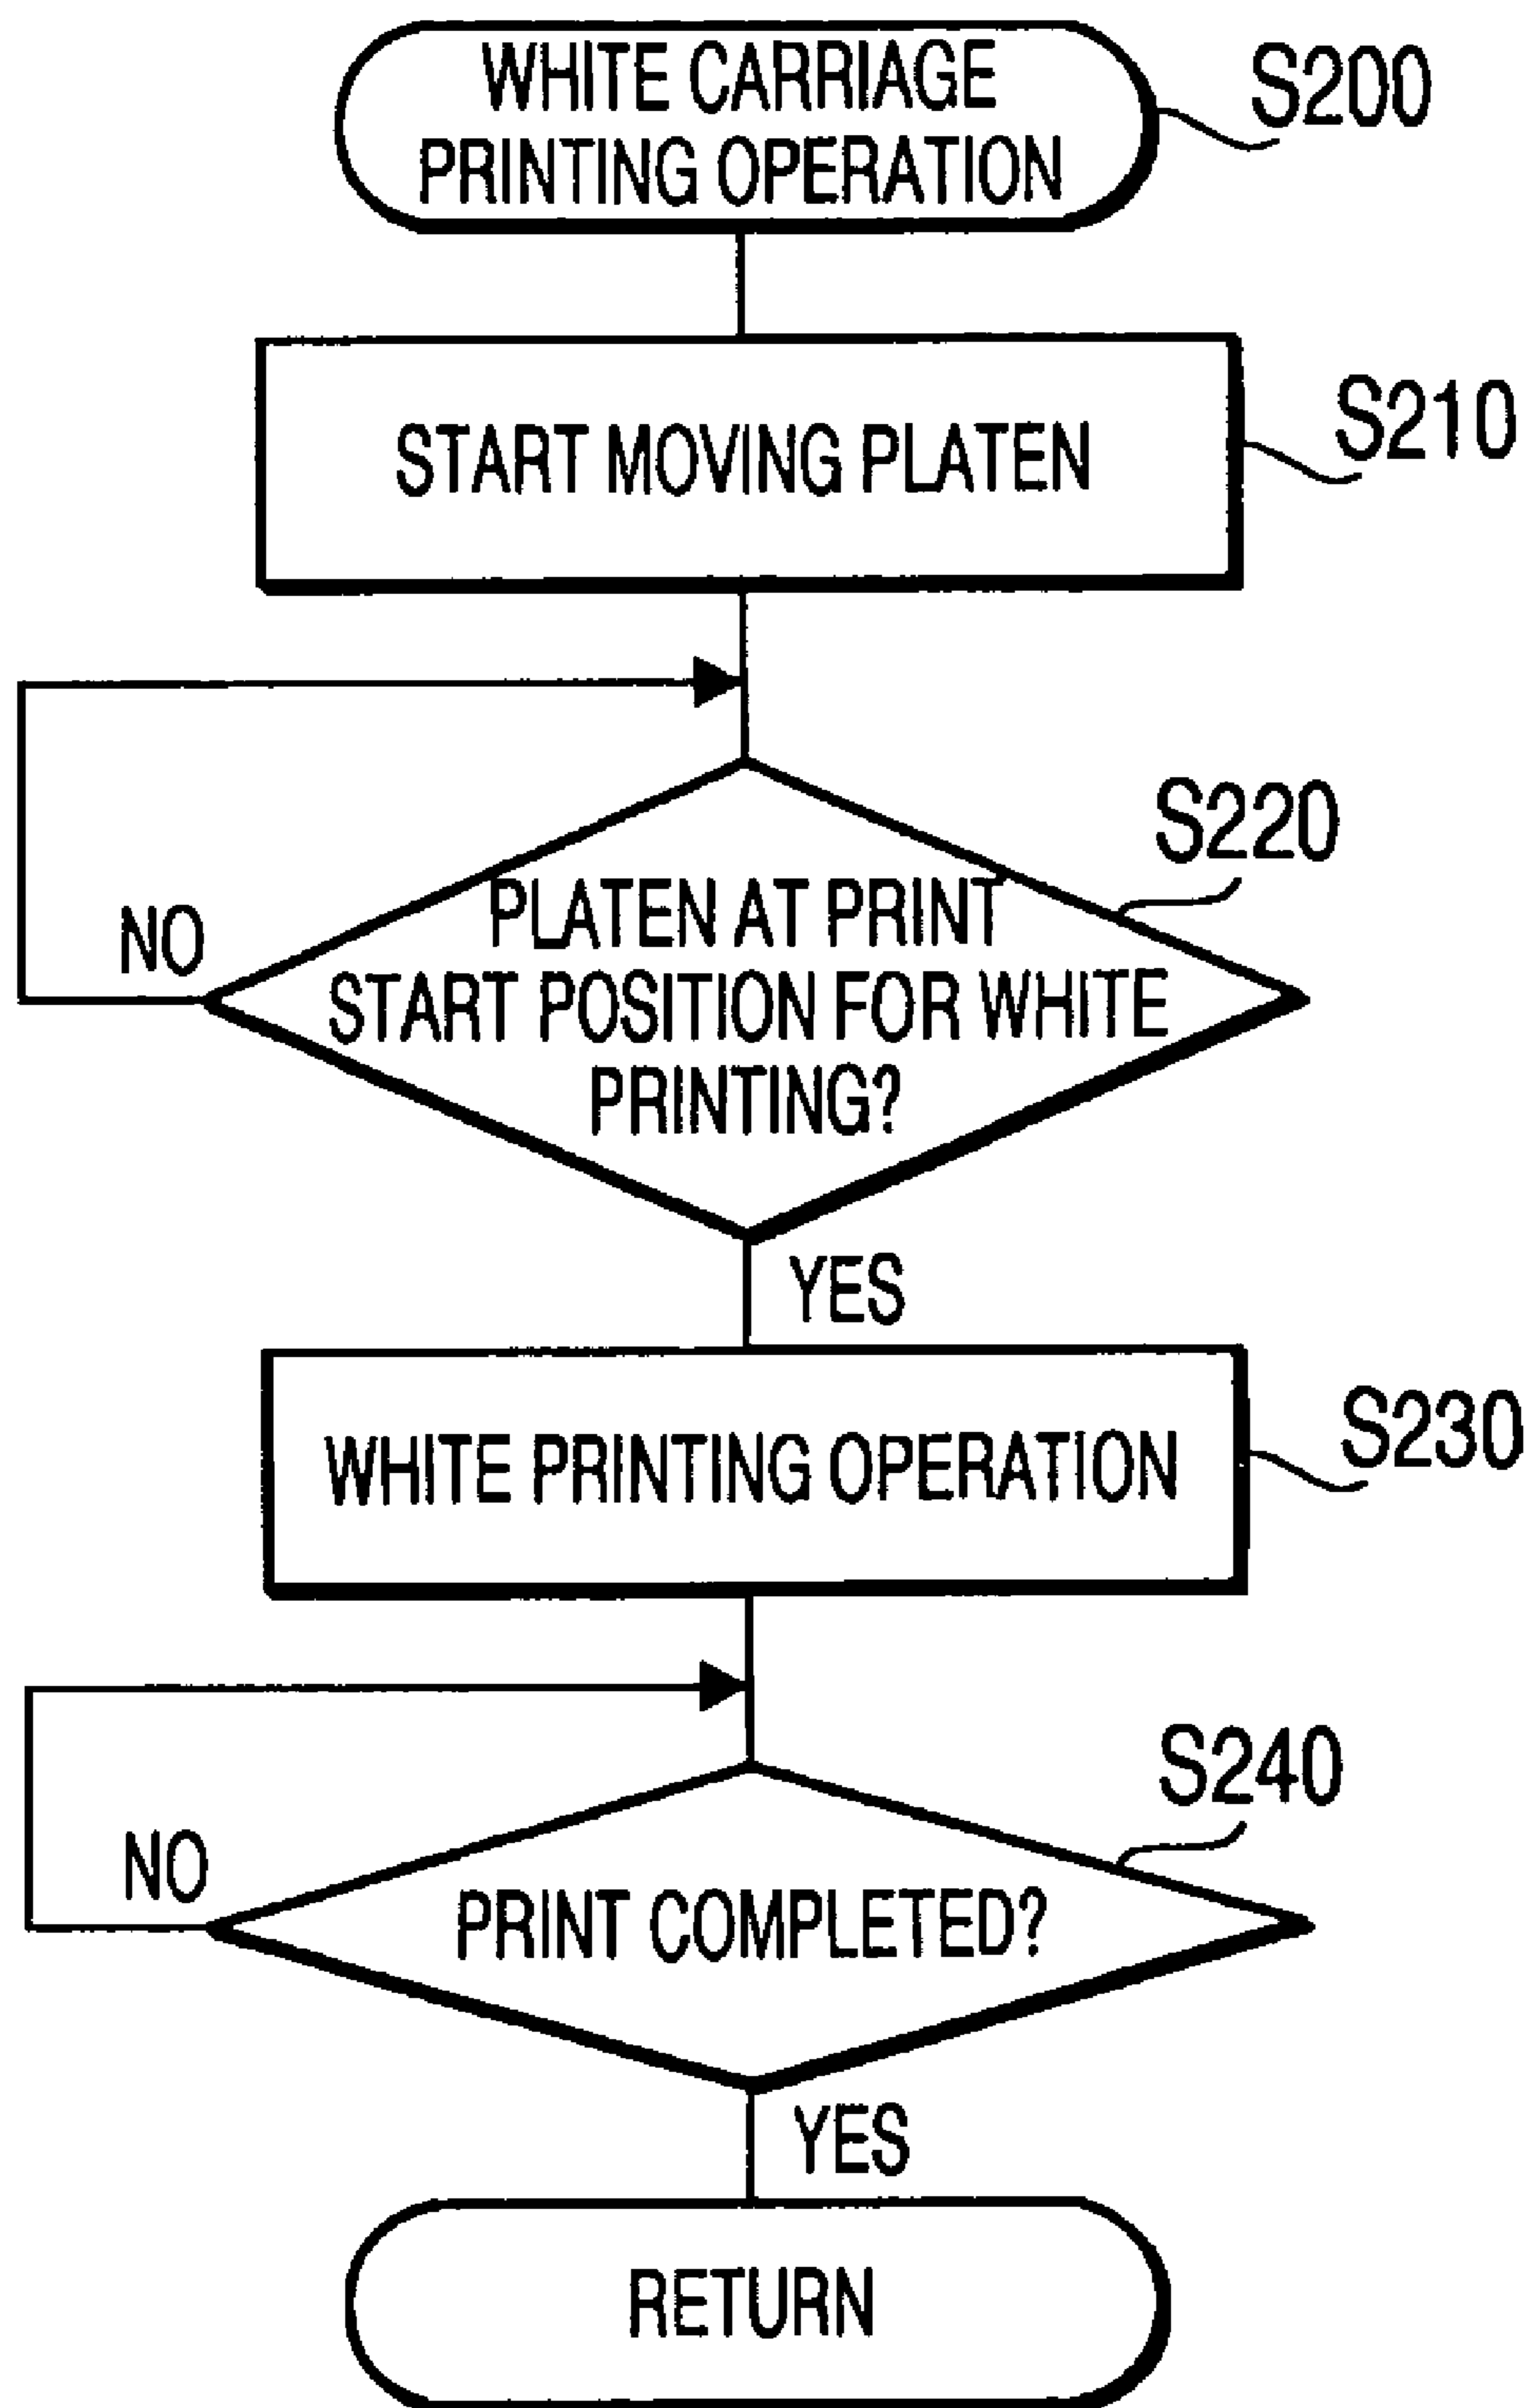 WHITE CARRIAGE
PRINTING OPERATION
S200
START MOVING PLATEN
S210
S220
PLATEN AT PRINT
START POSITION FOR WHITE
PRINTING?
NO
YES
WHITE PRINTING OPERATION
S230
S240
NO
PRINT COMPLETED?
YES
RETURN